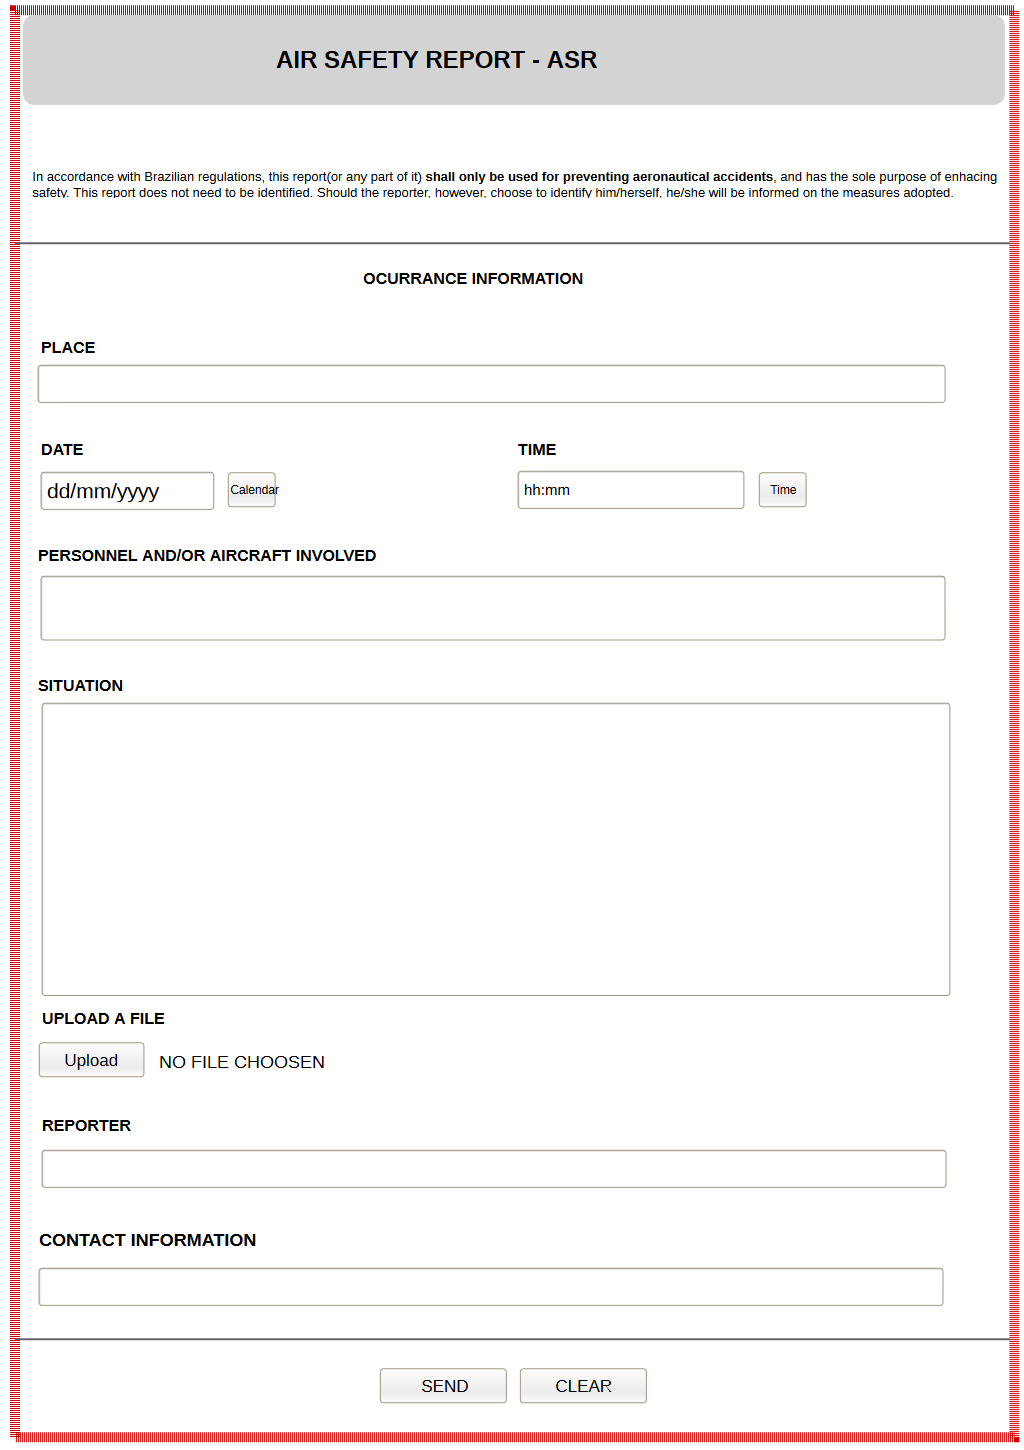 AIR SAFETY REPORT - ASR
In accordance with Brazilian regulations, this report(or any part of it) shall only be used for preventing aeronautical accidents, and has the sole purpose of enhacing
safety. This report does not need to be identified. Should the reporter, however, choose to identify him/herself, he/she will be informed on the measures adopted.
OCURRANCE INFORMATION
PLACE
DATE TIME
dd/mm/yyyy Calendar hh:mm Time
PERSONNEL AND/OR AIRCRAFT INVOLVED
SITUATION
UPLOAD A FILE
Upload NO FILE CHOOSEN
REPORTER
CONTACT INFORMATION
SEND CLEAR